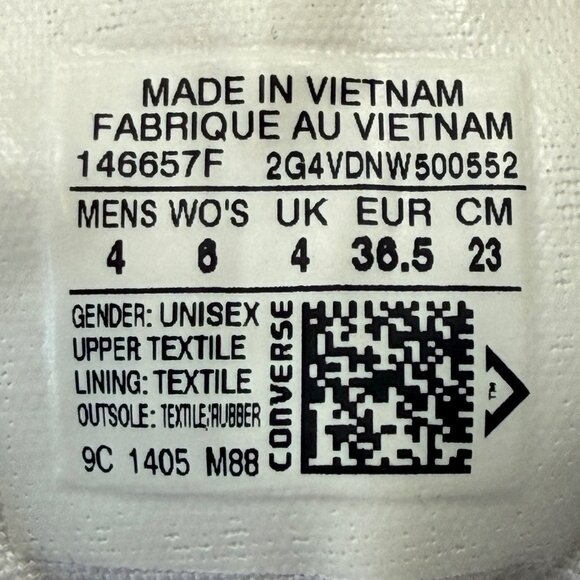 MADE IN VIETNAM
FABRIQUE AU VIETNAM
146657F 2G4VDNW500552
MENS WO'S UK EUR CM
4 6 4 36.5 23
GENDER: UNISEX
UPPER TEXTILE
LINING: TEXTILE
OUTSOLE: TEXTILE/RUBBER
9C 1405 M88
CONVERSE
TM